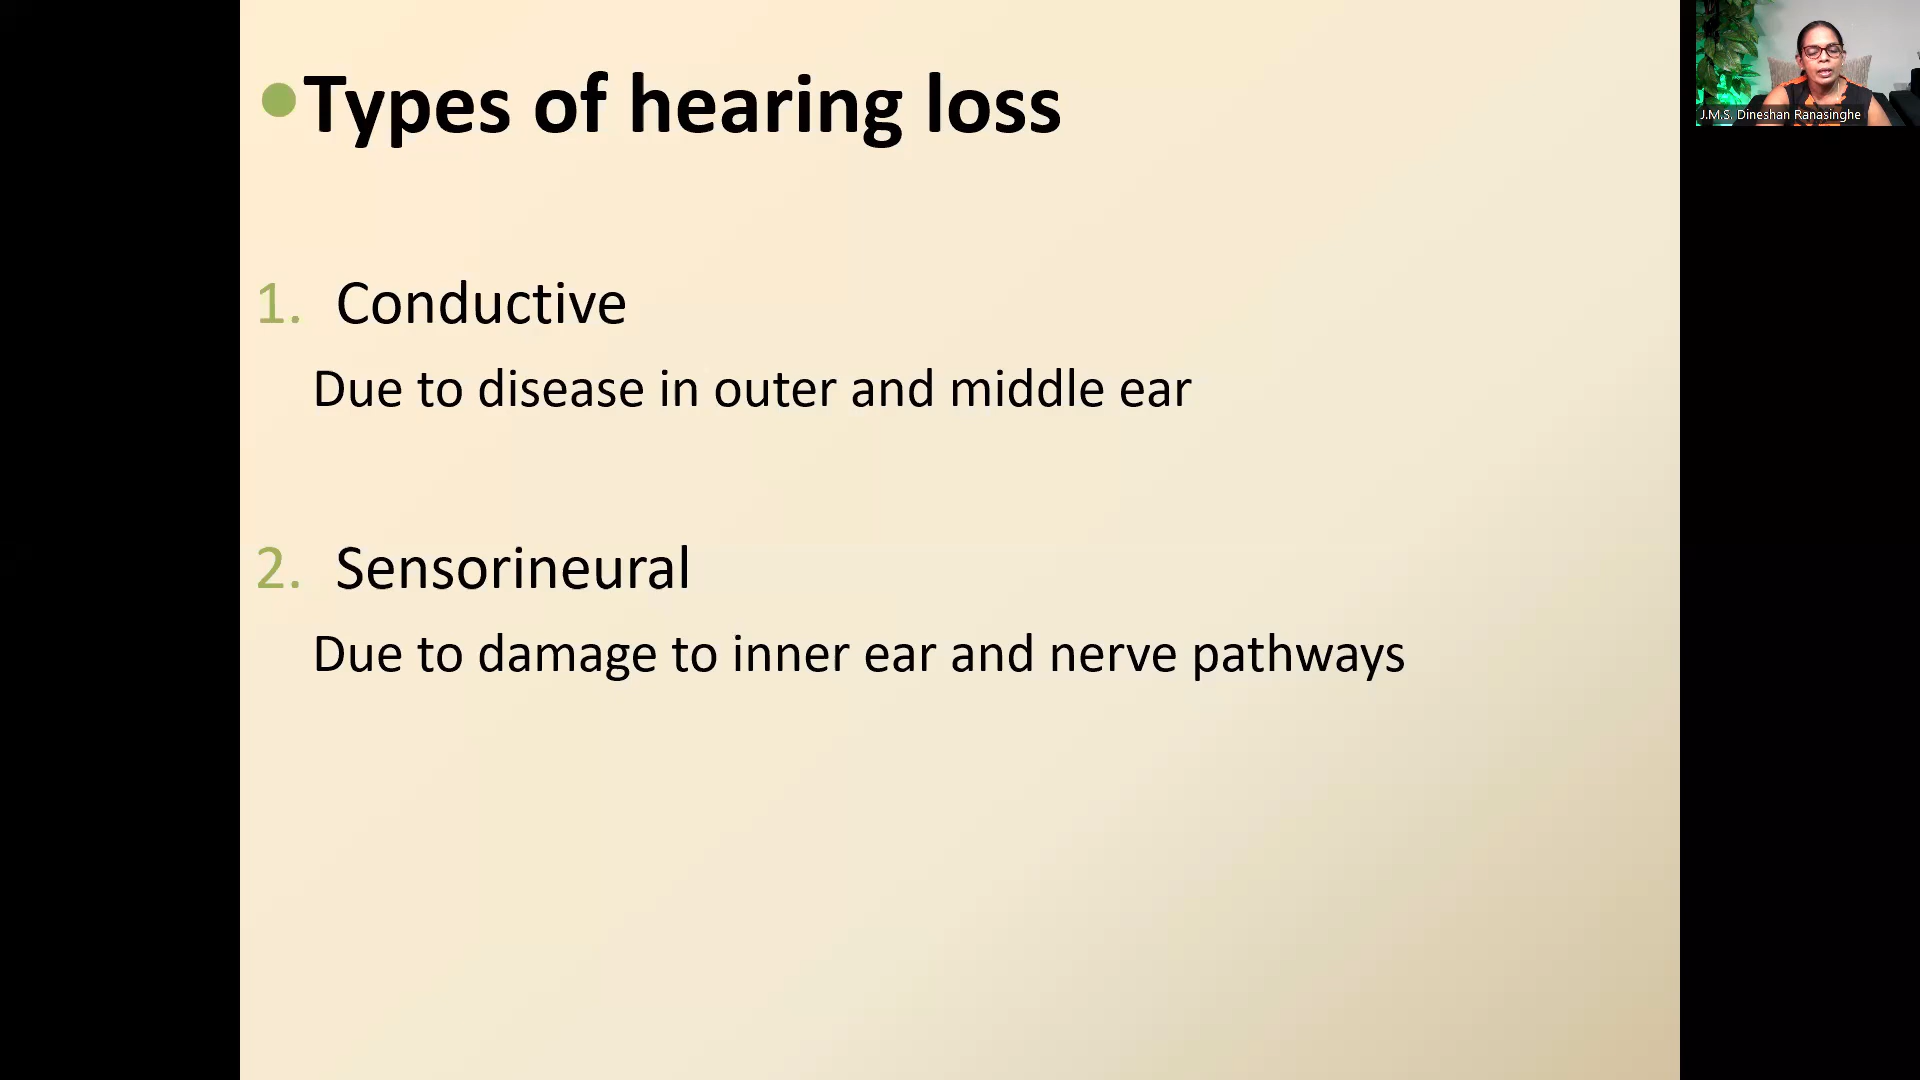 •Types of hearing loss
1. Conductive
Due to disease in outer and middle ear
2. Sensorineural
Due to damage to inner ear and nerve pathways
J.M.S. Dineshan Ranasinghe